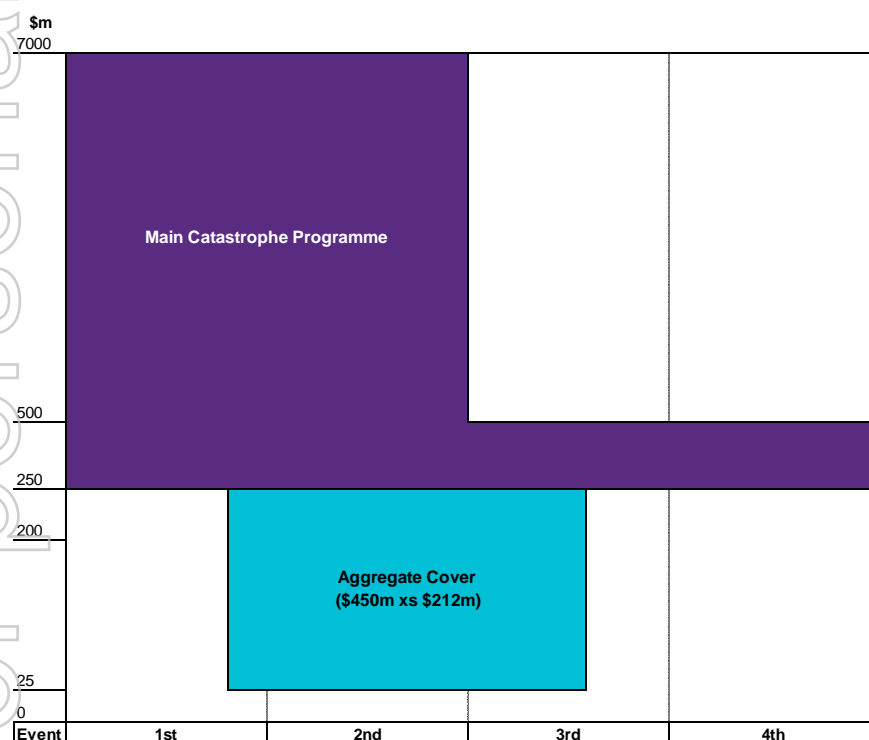 $m
7000
Main Catastrophe Programme
500
250
200
Aggregate Cover
($450m xs $212m)
25
0
Event 1st 2nd 3rd 4th